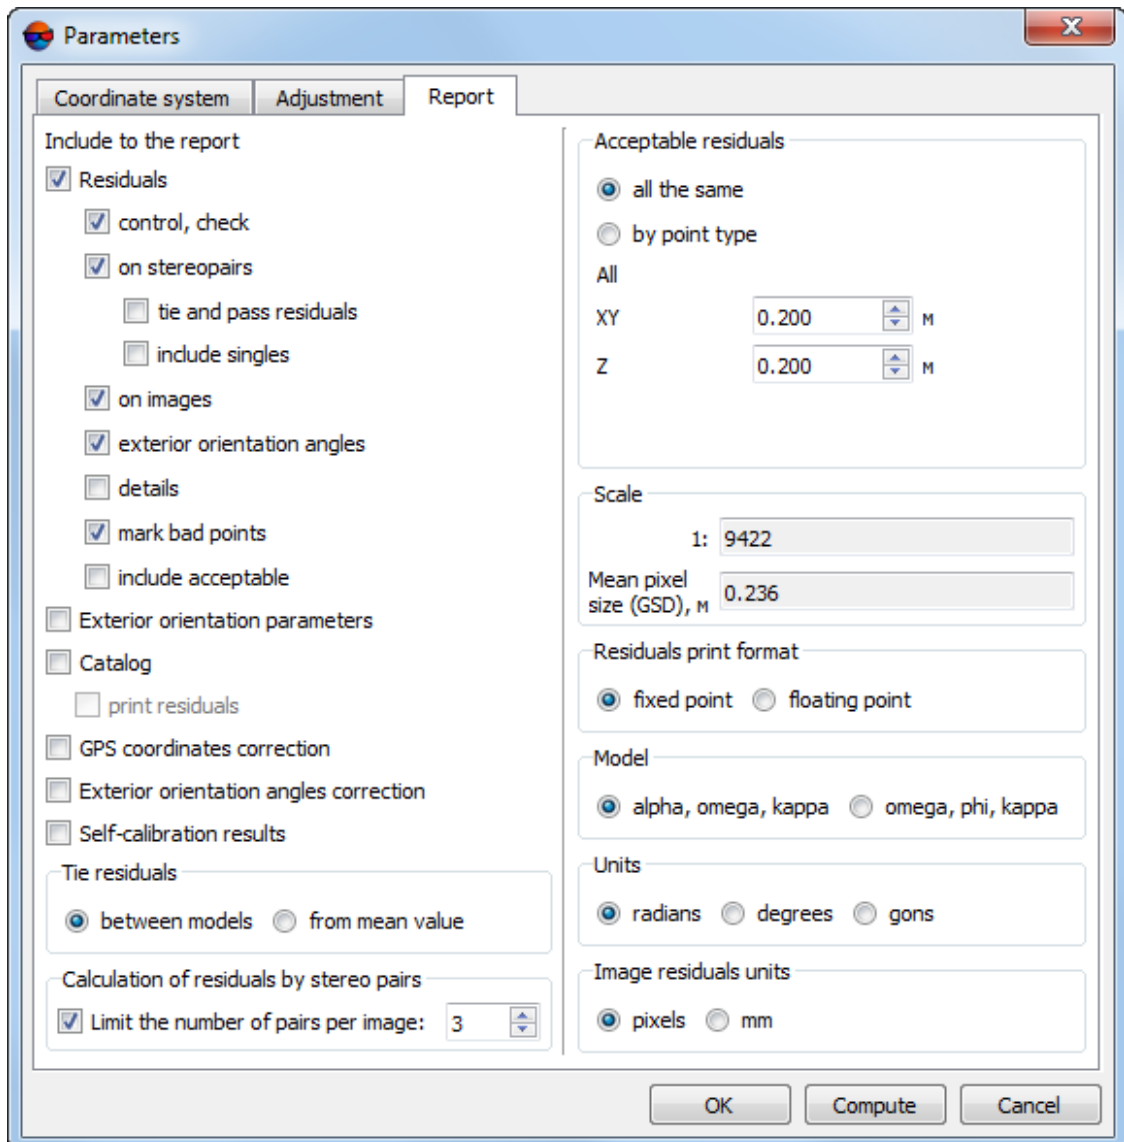 Parameters
X
Coordinate system
Adjustment
Report
Include to the report
Residuals
control, check
on stereopairs
tie and pass residuals
include singles
on images
exterior orientation angles
details
mark bad points
include acceptable
Exterior orientation parameters
Catalog
print residuals
GPS coordinates correction
Exterior orientation angles correction
Self-calibration results
Tie residuals
between models
from mean value
Calculation of residuals by stereo pairs
Limit the number of pairs per image: 3
Acceptable residuals
all the same
by point type
All
XY 0.200 м
Z 0.200 м
Scale
1: 9422
Mean pixel
size (GSD), м 0.236
Residuals print format
fixed point
floating point
Model
alpha, omega, kappa
omega, phi, kappa
Units
radians
degrees
gons
Image residuals units
pixels
mm
OK
Compute
Cancel